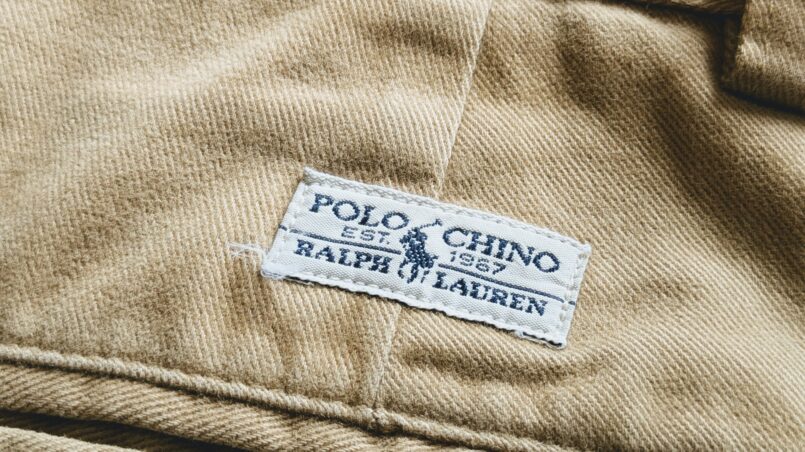 POLO CHINO
EST. 1967
RALPH LAUREN